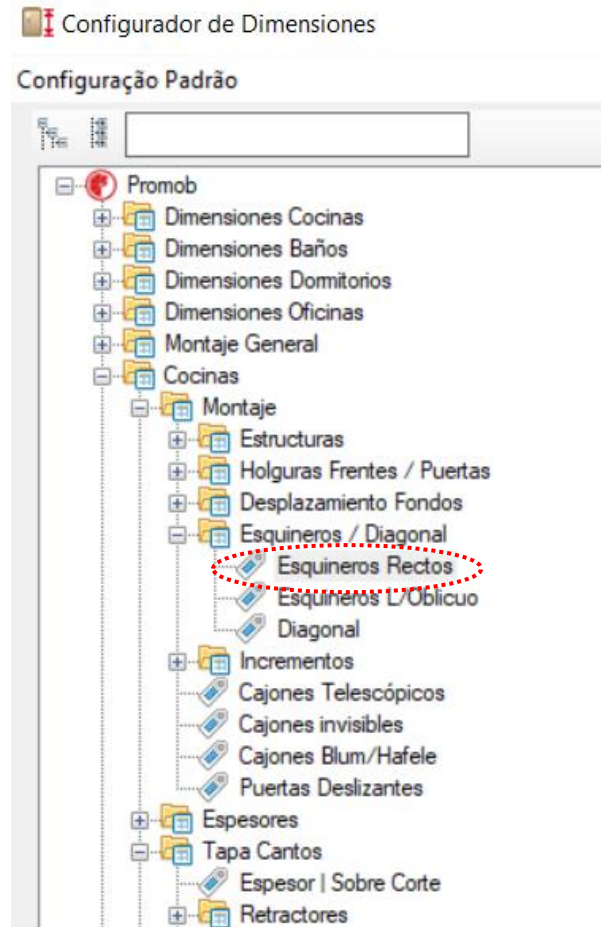 Configurador de Dimensiones
Configuração Padrão
Promob
Dimensiones Cocinas
Dimensiones Baños
Dimensiones Dormitorios
Dimensiones Oficinas
Montaje General
Cocinas
Montaje
Estructuras
Holguras Frentes / Puertas
Desplazamiento Fondos
Esquineros / Diagonal
Esquineros Rectos
Esquineros L/Oblicuo
Diagonal
Incrementos
Cajones Telescópicos
Cajones invisibles
Cajones Blum/Hafele
Puertas Deslizantes
Espesores
Tapa Cantos
Espesor | Sobre Corte
Retractores